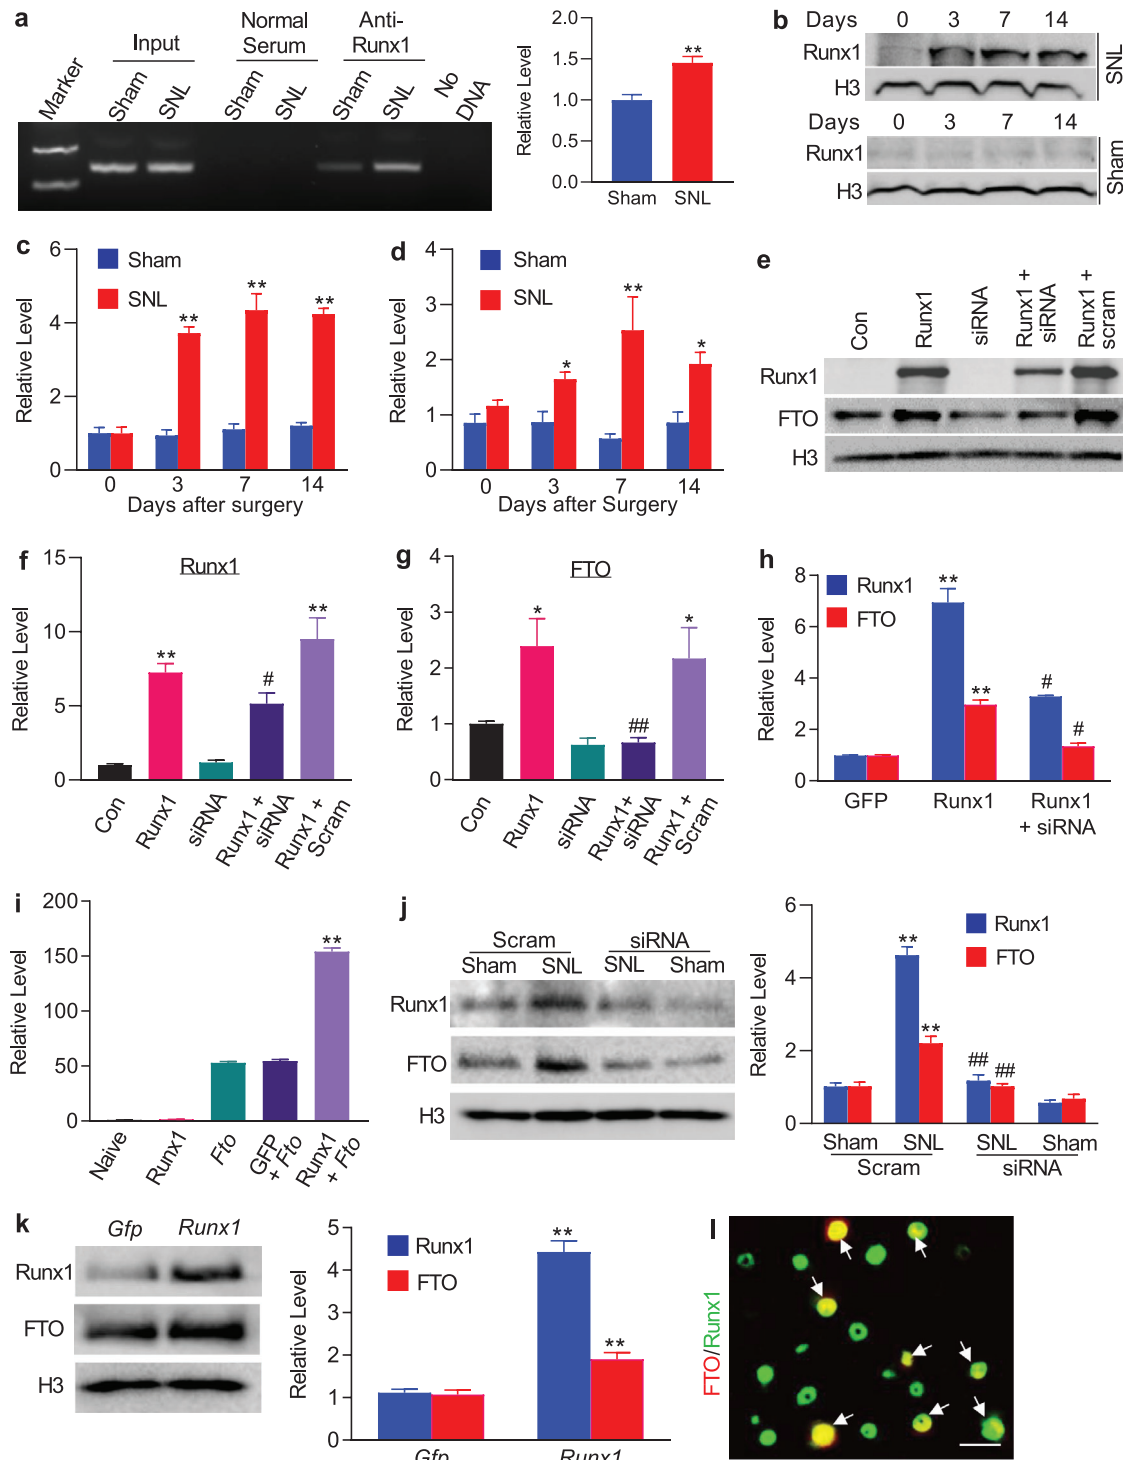 a
Input
Normal
Serum
Anti-
Runx1
Marker
Sham
SNL
Sham
SNL
Sham
SNL
No
DNA
Relative Level
2.0
1.5
1.0
0.5
0.0
**
Sham
SNL
b
Days 0 3 7 14
Runx1
H3
SNL
Days 0 3 7 14
Runx1
H3
Sham
c
Relative Level
6
4
2
0
Sham
SNL
** ** **
0 3 7 14
Days after surgery
d
Relative Level
4
3
2
1
0
Sham
SNL
* ** *
0 3 7 14
Days after Surgery
e
Con
Runx1
siRNA
Runx1 +
siRNA
Runx1 +
scram
Runx1
FTO
H3
f
Runx1
Relative Level
15
10
5
0
** # **
Con
Runx1
siRNA
Runx1 +
siRNA
Runx1 +
Scram
g
FTO
Relative Level
4
3
2
1
0
* ## *
Con
Runx1
siRNA
Runx1+
siRNA
Runx1 +
Scram
h
Relative Level
8
6
4
2
0
Runx1
FTO
** ** # #
GFP
Runx1
Runx1
+ siRNA
i
Relative Level
200
150
100
50
0
**
Naive
Runx1
Fto
GFP
+ Fto
Runx1
+ Fto
j
Scram siRNA
Sham SNL SNL Sham
Runx1
FTO
H3
Relative Level
6
4
2
0
Runx1
FTO
** ** ## ##
Sham SNL SNL Sham
Scram siRNA
k
Gfp Runx1
Runx1
FTO
H3
Relative Level
5
4
3
2
1
0
Runx1
FTO
** **
Gfp Runx1
l
FTO/Runx1